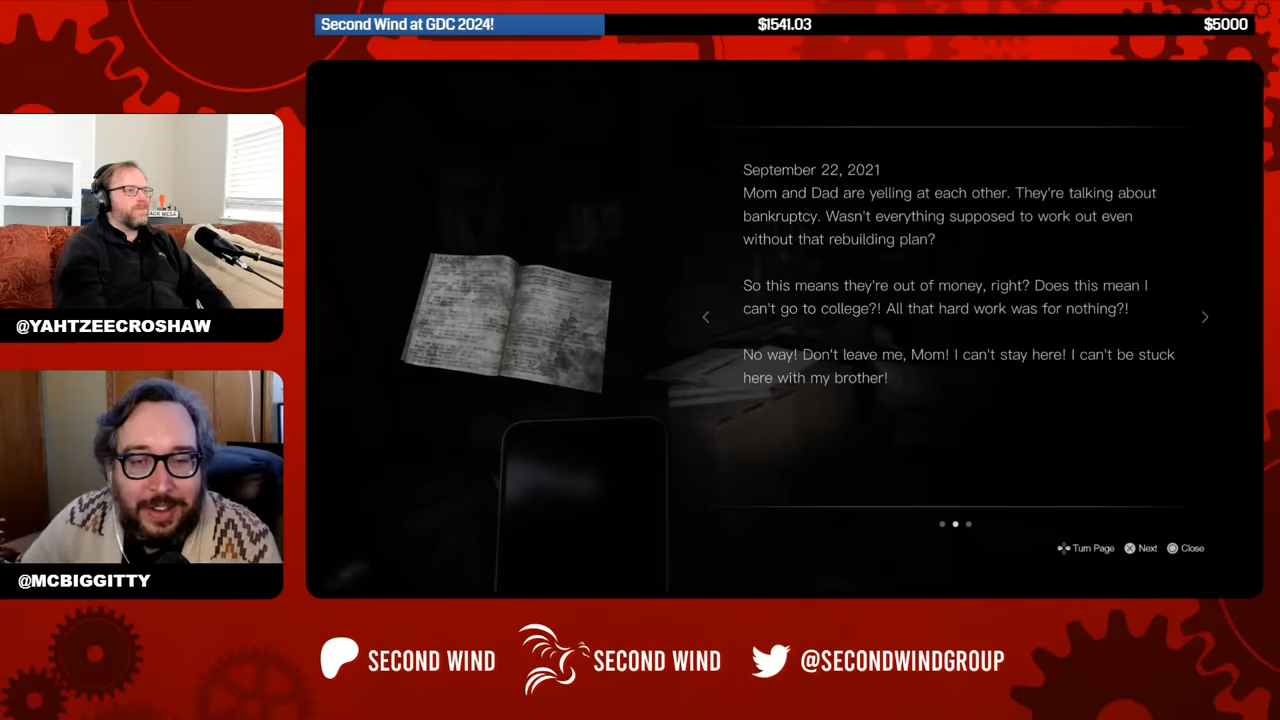 Second Wind at GDC 2024!
$1541.03
$5000
ACK MESA
@YAHTZEECROSHAW
@MCBIGGITTY
September 22, 2021
Mom and Dad are yelling at each other. They're talking about
bankruptcy. Wasn't everything supposed to work out even
without that rebuilding plan?
So this means they're out of money, right? Does this mean I
can't go to college?! All that hard work was for nothing?!
No way! Don't leave me, Mom! I can't stay here! I can't be stuck
here with my brother!
Turn Page
Next
Close
SECOND WIND
SECOND WIND
@SECONDWINDGROUP